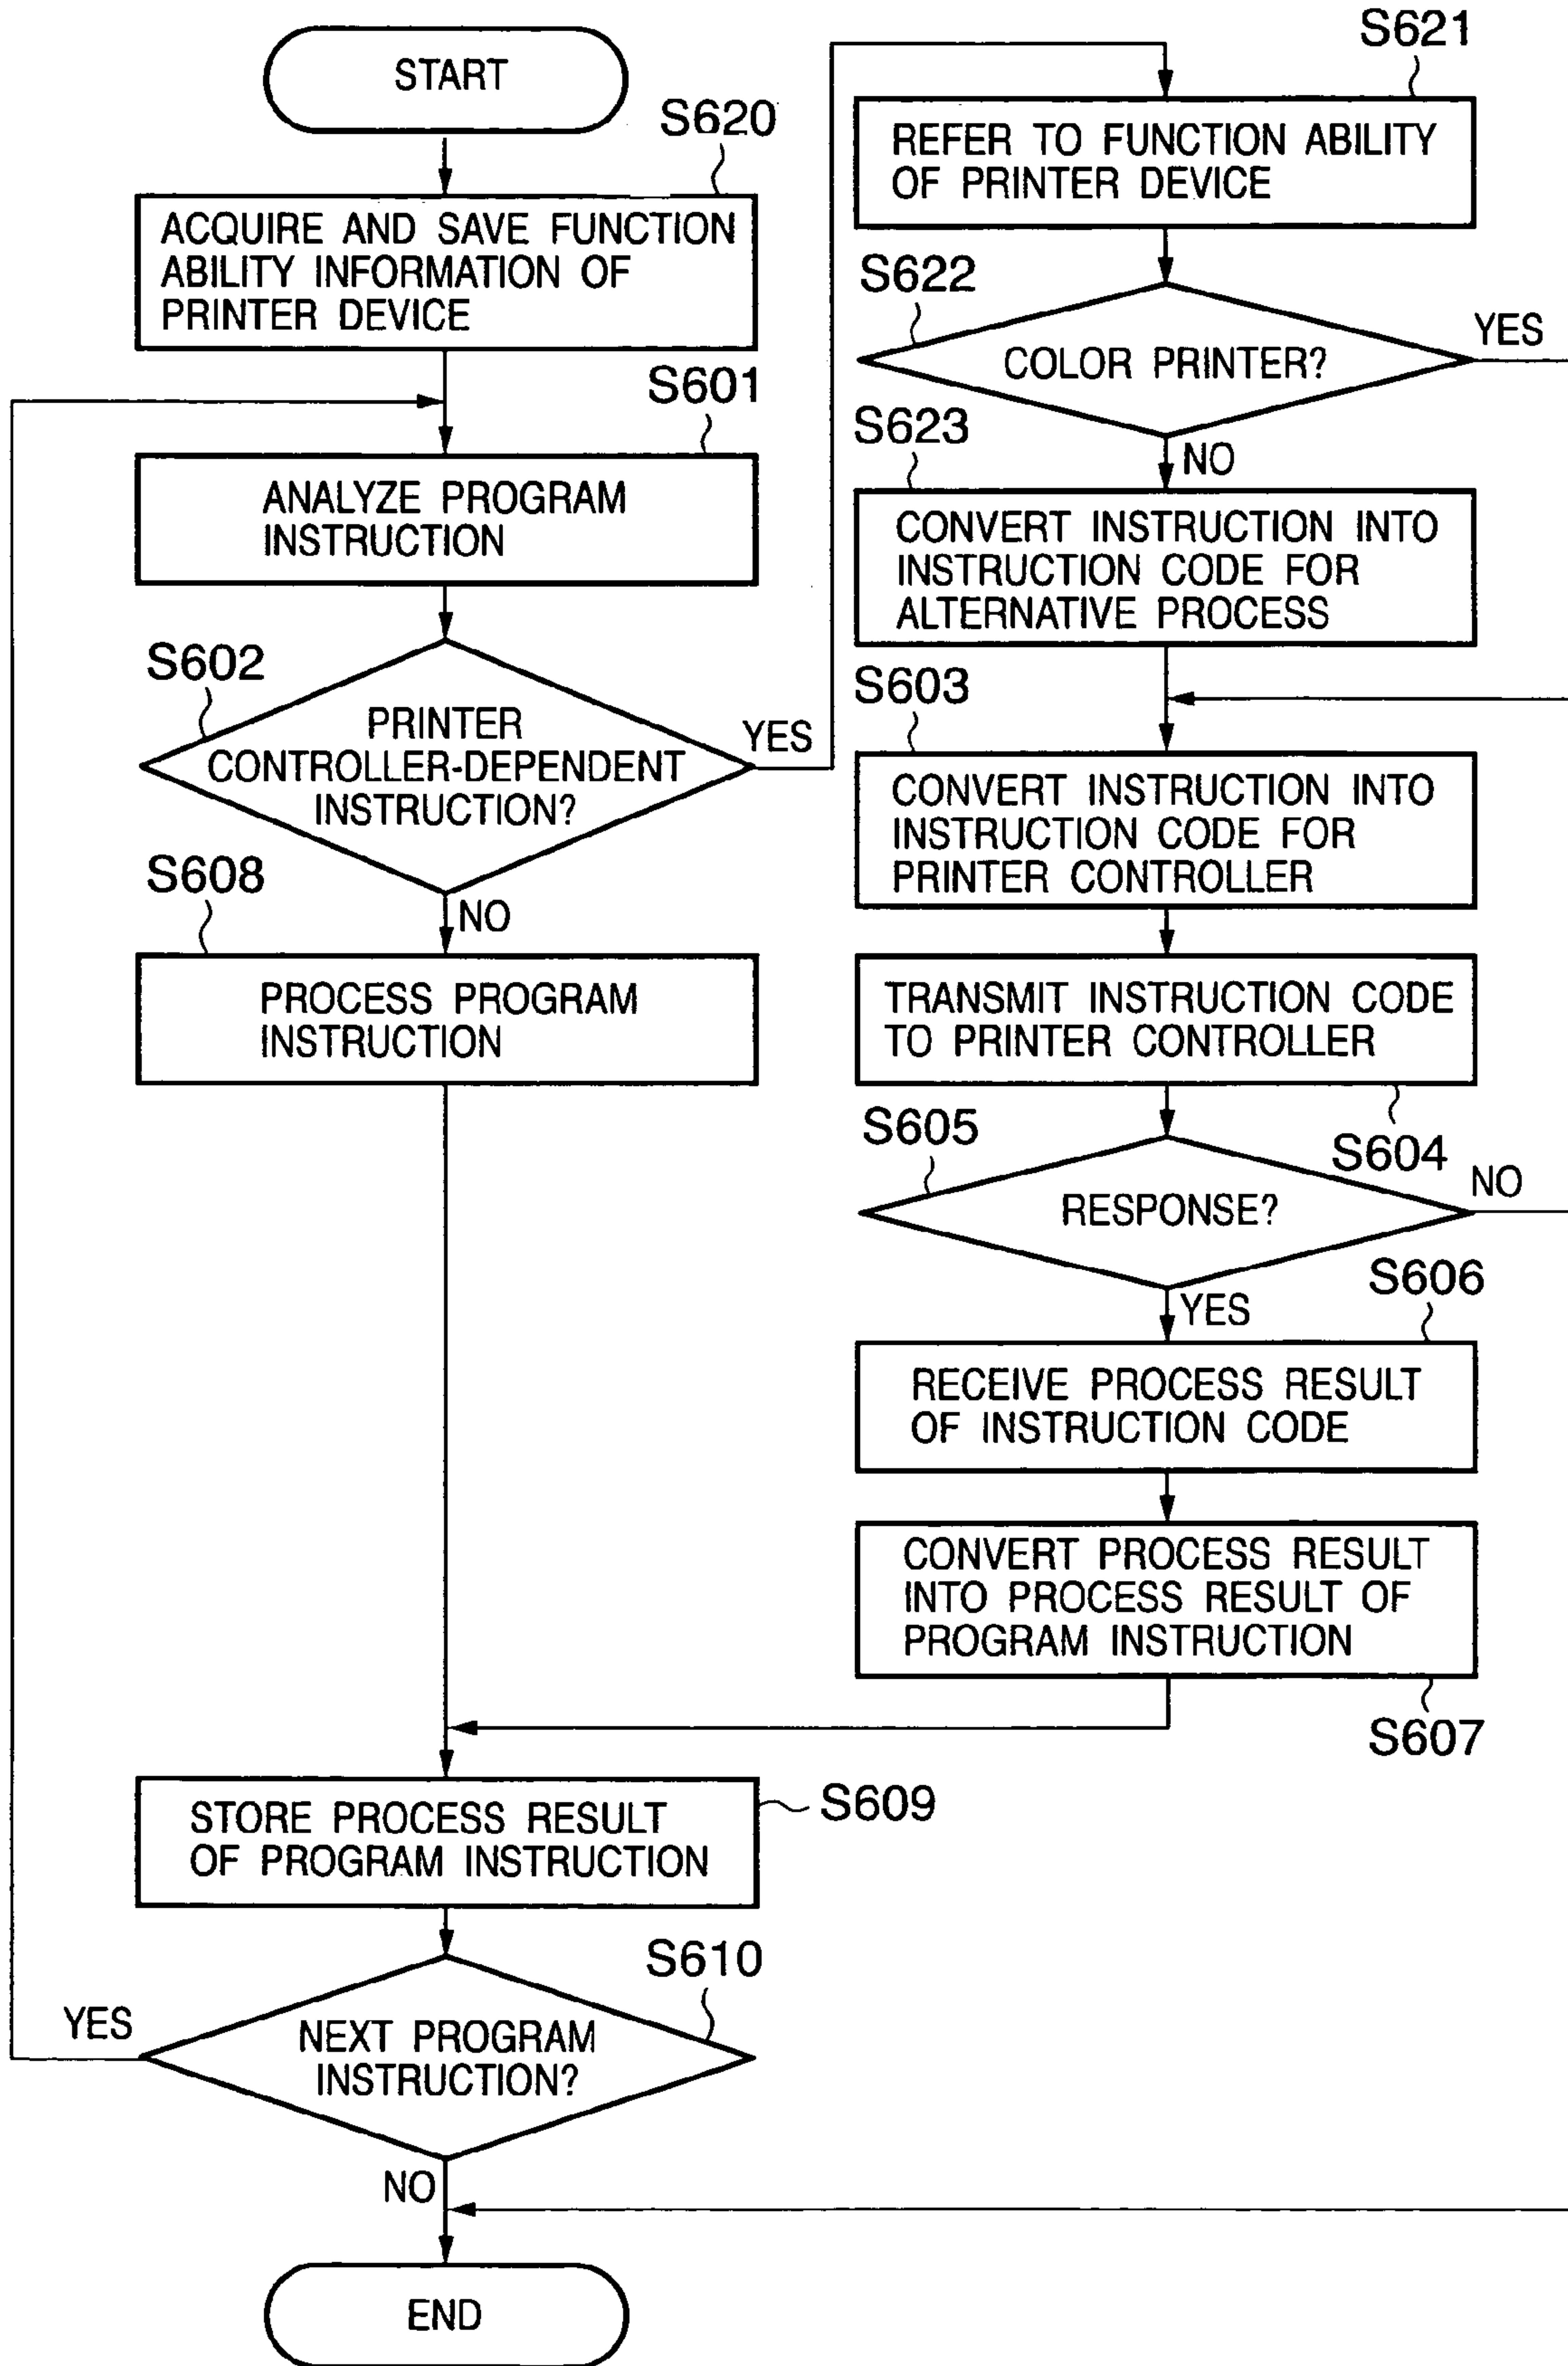 START
S620
ACQUIRE AND SAVE FUNCTION
ABILITY INFORMATION OF
PRINTER DEVICE
S601
ANALYZE PROGRAM
INSTRUCTION
S602
PRINTER
CONTROLLER-DEPENDENT
INSTRUCTION?
YES
NO
S608
PROCESS PROGRAM
INSTRUCTION
S621
REFER TO FUNCTION ABILITY
OF PRINTER DEVICE
S622
COLOR PRINTER?
YES
NO
S623
CONVERT INSTRUCTION INTO
INSTRUCTION CODE FOR
ALTERNATIVE PROCESS
S603
CONVERT INSTRUCTION INTO
INSTRUCTION CODE FOR
PRINTER CONTROLLER
TRANSMIT INSTRUCTION CODE
TO PRINTER CONTROLLER
S604
S605
RESPONSE?
NO
YES
S606
RECEIVE PROCESS RESULT
OF INSTRUCTION CODE
CONVERT PROCESS RESULT
INTO PROCESS RESULT OF
PROGRAM INSTRUCTION
S607
STORE PROCESS RESULT
OF PROGRAM INSTRUCTION
S609
S610
NEXT PROGRAM
INSTRUCTION?
YES
NO
END